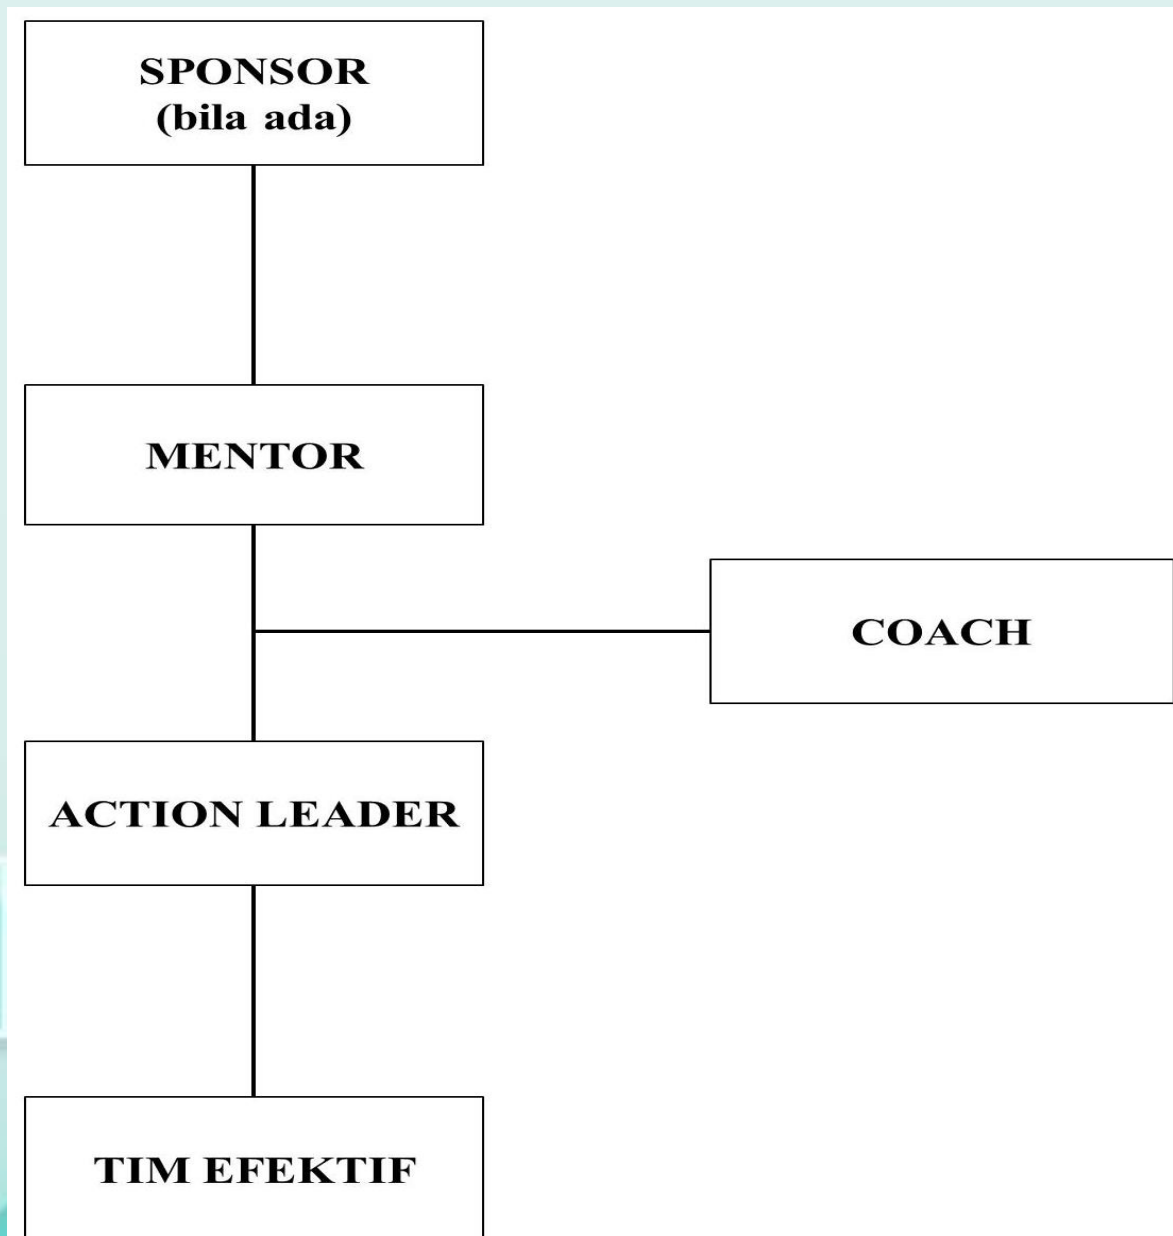 SPONSOR
(bila ada)
MENTOR
COACH
ACTION LEADER
TIM EFEKTIF